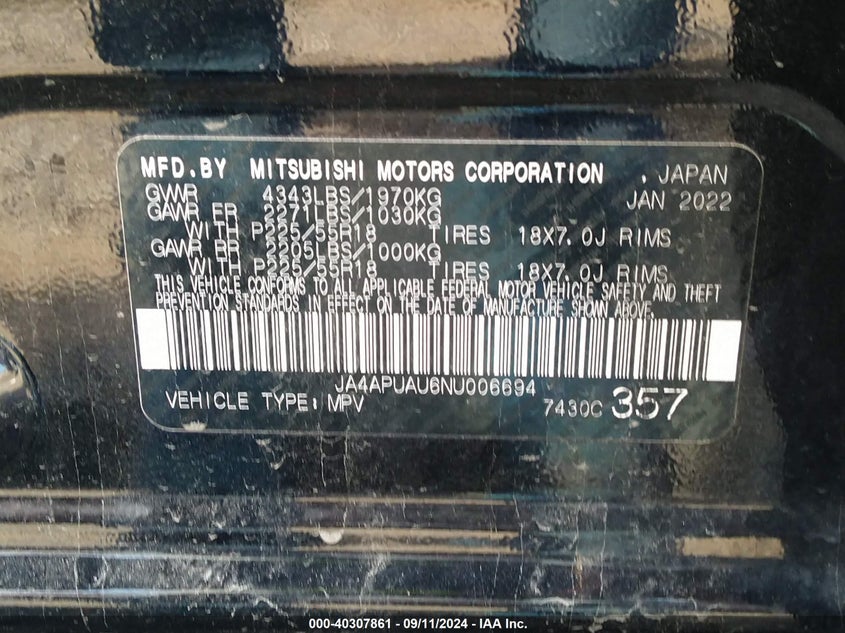 MFD.BY MITSUBISHI MOTORS CORPORATION , JAPAN
GVWR 4343LBS/1970KG JAN 2022
GAWR FR 2271LBS/1030KG
WITH P225/55R18 TIRES 18X7.0J RIMS
GAWR RR 2205LBS/1000KG
WITH P225/55R18 TIRES 18X7.0J RIMS
THIS VEHICLE CONFORMS TO ALL APPLICABLE FEDERAL MOTOR VEHICLE SAFETY AND THEFT
PREVENTION STANDARDS IN EFFECT ON THE DATE OF MANUFACTURE SHOWN ABOVE.
JA4APUAU6NU006694
VEHICLE TYPE: MPV 7430C 357
000-40307861 - 09/11/2024 - IAA Inc.